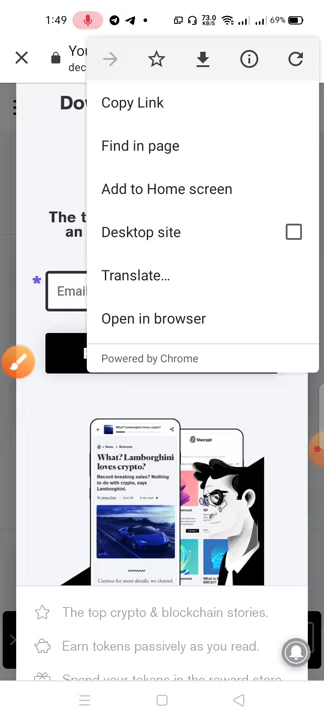 1:49
73.0
KB/S
69%
You
dec
Copy Link
Find in page
Add to Home screen
Desktop site
Translate...
Open in browser
Powered by Chrome
Dow
The t
an
* Emai
What? Lamborghini
loves crypto?
Record-breaking sales? Nothing
to do with crypto, says
Lamborghini.
Decrypt
Curious for more details, we chatted
The top crypto & blockchain stories.
Earn tokens passively as you read.
Spend your tokens in the reward store